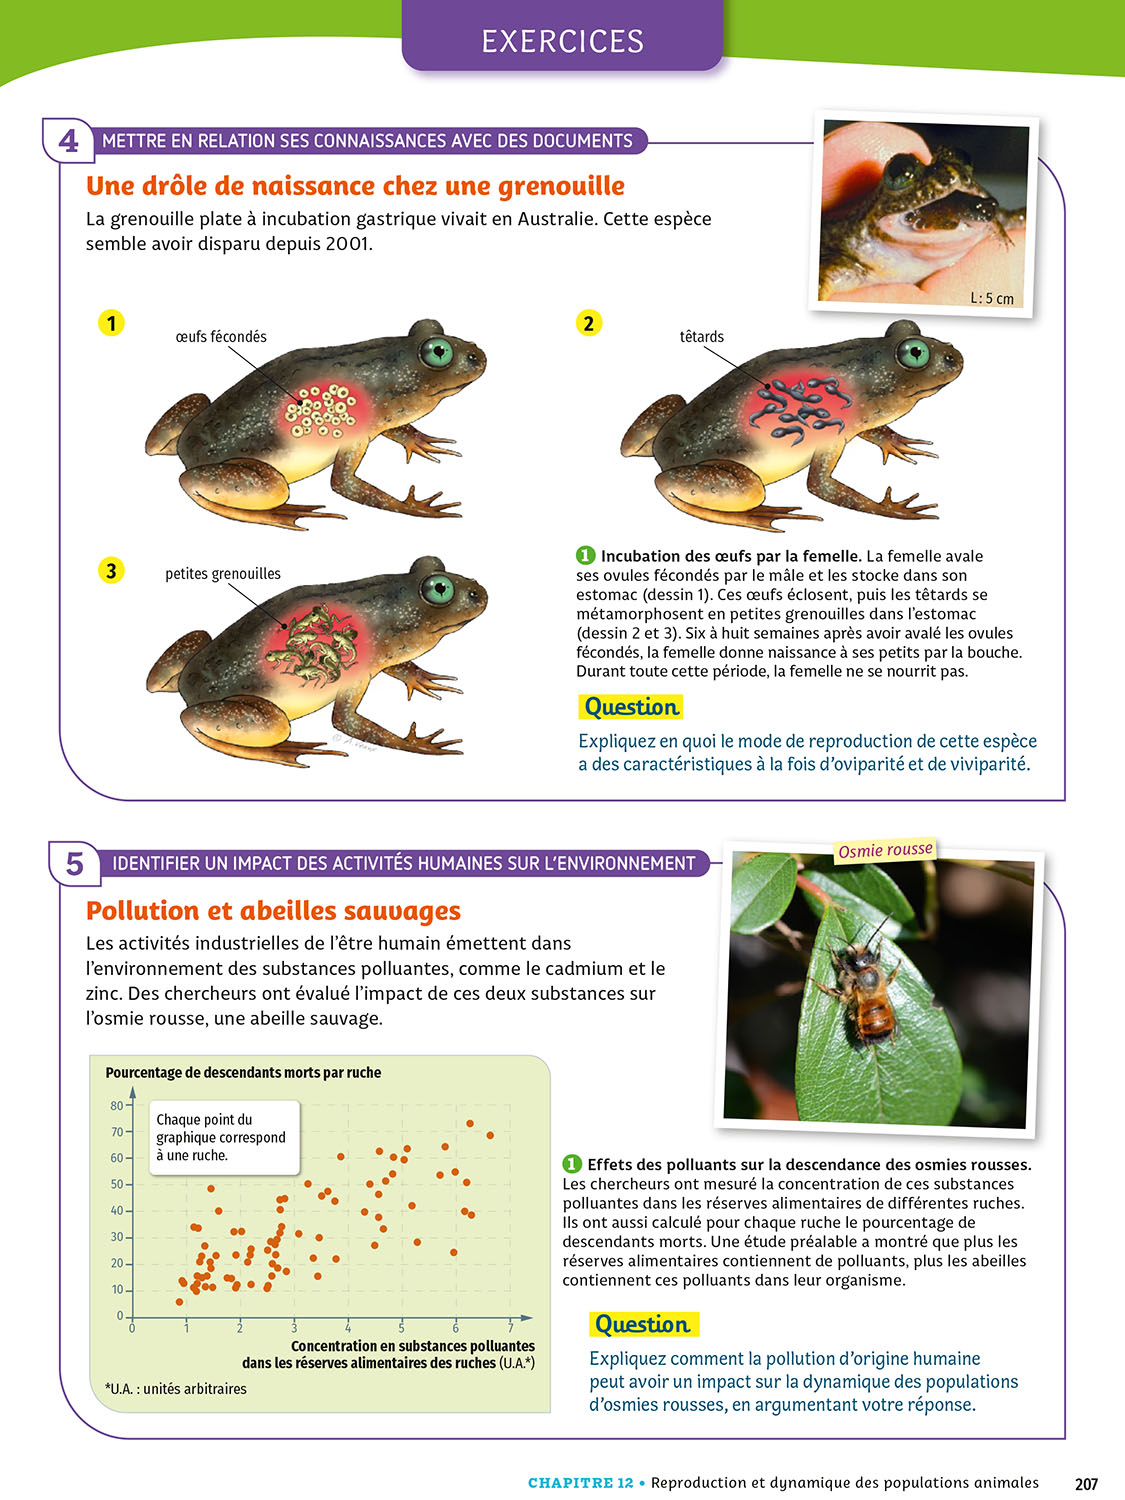 EXERCICES
4 METTRE EN RELATION SES CONNAISSANCES AVEC DES DOCUMENTS
Une drôle de naissance chez une grenouille
La grenouille plate à incubation gastrique vivait en Australie. Cette espèce
semble avoir disparu depuis 2001.
L : 5 cm
1
œufs fécondés
2
têtards
3
petites grenouilles
1 Incubation des œufs par la femelle. La femelle avale
ses ovules fécondés par le mâle et les stocke dans son
estomac (dessin 1). Ces œufs éclosent, puis les têtards se
métamorphosent en petites grenouilles dans l'estomac
(dessin 2 et 3). Six à huit semaines après avoir avalé les ovules
fécondés, la femelle donne naissance à ses petits par la bouche.
Durant toute cette période, la femelle ne se nourrit pas.
Question
Expliquez en quoi le mode de reproduction de cette espèce
a des caractéristiques à la fois d'oviparité et de viviparité.
5 IDENTIFIER UN IMPACT DES ACTIVITÉS HUMAINES SUR L'ENVIRONNEMENT
Osmie rousse
Pollution et abeilles sauvages
Les activités industrielles de l'être humain émettent dans
l'environnement des substances polluantes, comme le cadmium et le
zinc. Des chercheurs ont évalué l'impact de ces deux substances sur
l'osmie rousse, une abeille sauvage.
Pourcentage de descendants morts par ruche
80
70
60
50
40
30
20
10
0
Chaque point du
graphique correspond
à une ruche.
0 1 2 3 4 5 6 7
Concentration en substances polluantes
dans les réserves alimentaires des ruches (U.A.*)
*U.A. : unités arbitraires
1 Effets des polluants sur la descendance des osmies rousses.
Les chercheurs ont mesuré la concentration de ces substances
polluantes dans les réserves alimentaires de différentes ruches.
Ils ont aussi calculé pour chaque ruche le pourcentage de
descendants morts. Une étude préalable a montré que plus les
réserves alimentaires contiennent de polluants, plus les abeilles
contiennent ces polluants dans leur organisme.
Question
Expliquez comment la pollution d'origine humaine
peut avoir un impact sur la dynamique des populations
d'osmies rousses, en argumentant votre réponse.
CHAPITRE 12 • Reproduction et dynamique des populations animales 207